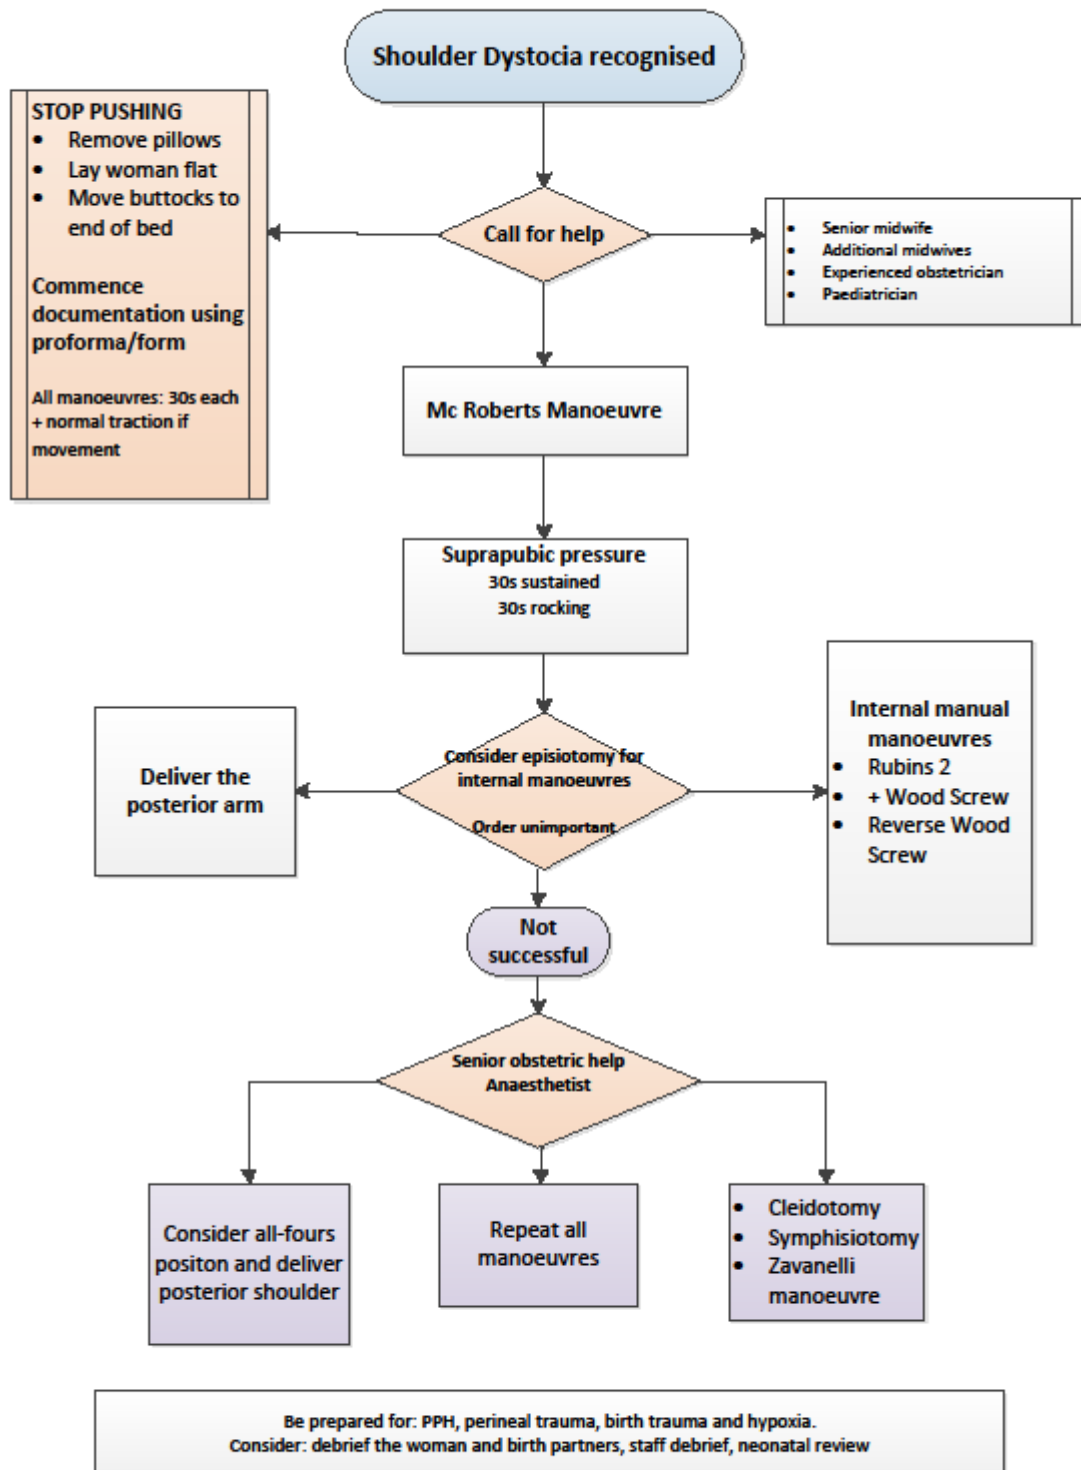 Shoulder Dystocia recognised
STOP PUSHING
• Remove pillows
• Lay woman flat
• Move buttocks to
end of bed
Commence
documentation using
proforma/form
All manoeuvres: 30s each
+ normal traction if
movement
Call for help
• Senior midwife
• Additional midwives
• Experienced obstetrician
• Paediatrician
Mc Roberts Manoeuvre
Suprapubic pressure
30s sustained
30s rocking
Deliver the
posterior arm
Consider episiotomy for
internal manoeuvres
Order unimportant
Internal manual
manoeuvres
• Rubins 2
• + Wood Screw
• Reverse Wood
Screw
Not
successful
Senior obstetric help
Anaesthetist
Consider all-fours
positon and deliver
posterior shoulder
Repeat all
manoeuvres
• Cleidotomy
• Symphisiotomy
• Zavanelli
manoeuvre
Be prepared for: PPH, perineal trauma, birth trauma and hypoxia.
Consider: debrief the woman and birth partners, staff debrief, neonatal review